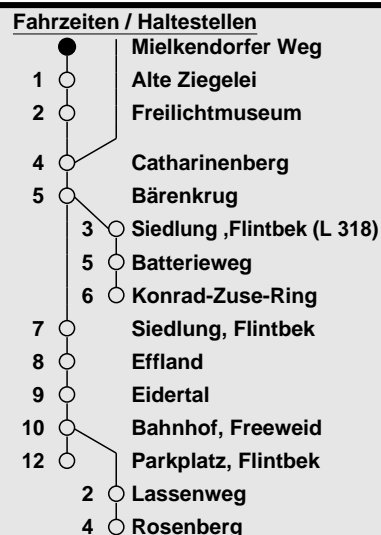 Fahrzeiten / Haltestellen
Mielkendorfer Weg
1 Alte Ziegelei
2 Freilichtmuseum
4 Catharinenberg
5 Bärenkrug
3 Siedlung ,Flintbek (L 318)
5 Batterieweg
6 Konrad-Zuse-Ring
7 Siedlung, Flintbek
8 Effland
9 Eidertal
10 Bahnhof, Freeweid
12 Parkplatz, Flintbek
2 Lassenweg
4 Rosenberg